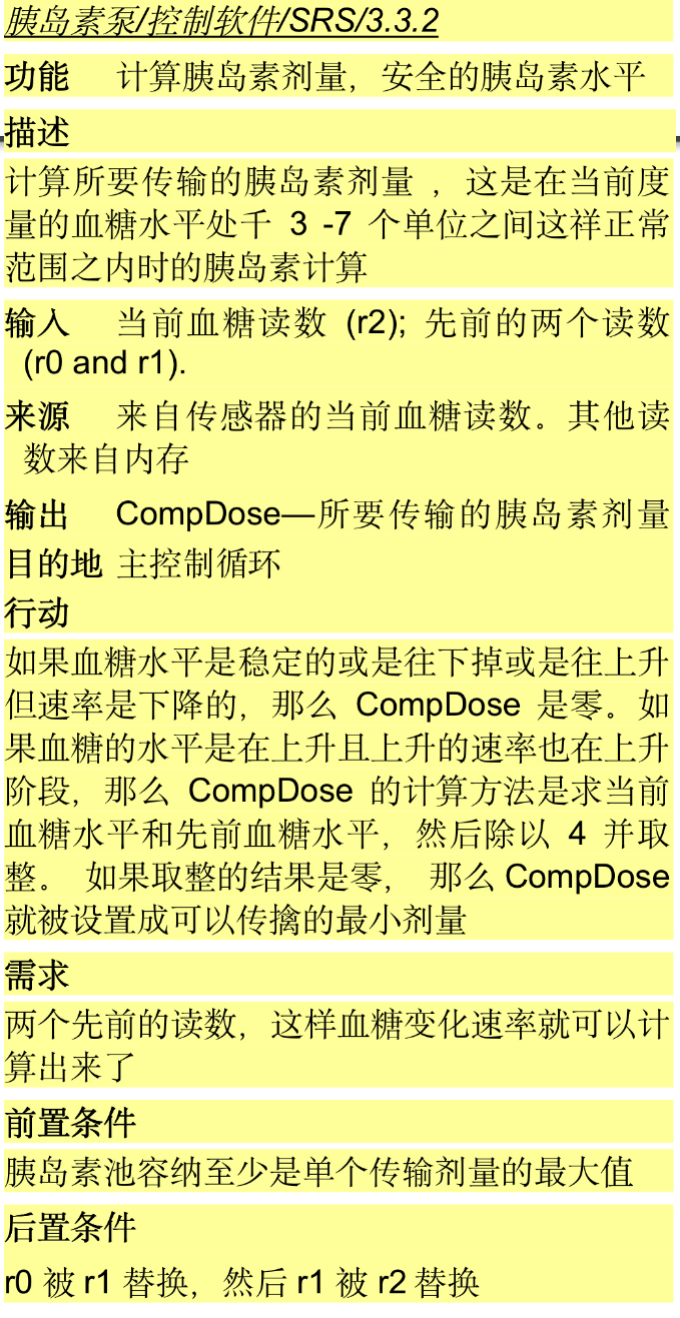 胰岛素泵/控制软件/SRS/3.3.2
功能 计算胰岛素剂量，安全的胰岛素水平
描述
计算所要传输的胰岛素剂量 ，这是在当前度
量的血糖水平处千 3 -7 个单位之间这祥正常
范围之内时的胰岛素计算
输入 当前血糖读数 (r2); 先前的两个读数
(r0 and r1).
来源 来自传感器的当前血糖读数。其他读
数来自内存
输出 CompDose—所要传输的胰岛素剂量
目的地 主控制循环
行动
如果血糖水平是稳定的或是往下掉或是往上升
但速率是下降的，那么 CompDose 是零。如
果血糖的水平是在上升且上升的速率也在上升
阶段，那么 CompDose 的计算方法是求当前
血糖水平和先前血糖水平，然后除以 4 并取
整。 如果取整的结果是零， 那么 CompDose
就被设置成可以传擒的最小剂量
需求
两个先前的读数，这样血糖变化速率就可以计
算出来了
前置条件
胰岛素池容纳至少是单个传输剂量的最大值
后置条件
r0 被 r1 替换，然后 r1 被 r2 替换